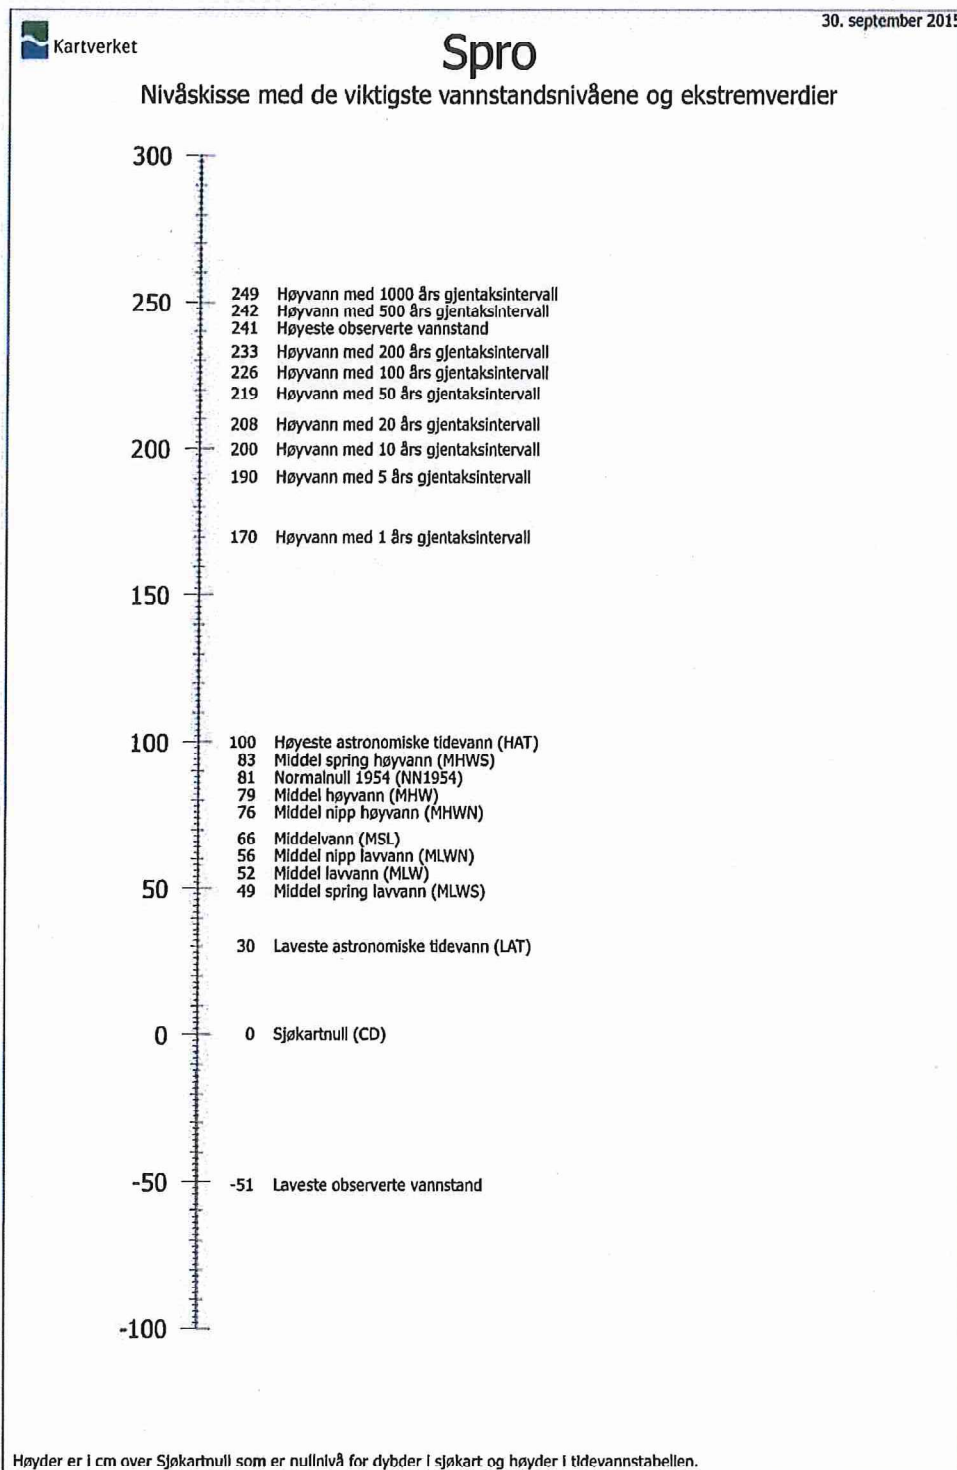 30. september 2015
Kartverket
Spro
Nivåskisse med de viktigste vannstandsnivåene og ekstremverdier
300
250
200
150
100
50
0
-50
-100
249 Høyvann med 1000 års gjentaksintervall
242 Høyvann med 500 års gjentaksintervall
241 Høyeste observerte vannstand
233 Høyvann med 200 års gjentaksintervall
226 Høyvann med 100 års gjentaksintervall
219 Høyvann med 50 års gjentaksintervall
208 Høyvann med 20 års gjentaksintervall
200 Høyvann med 10 års gjentaksintervall
190 Høyvann med 5 års gjentaksintervall
170 Høyvann med 1 års gjentaksintervall
100 Høyeste astronomiske tidevann (HAT)
83 Middel spring høyvann (MHWS)
81 Normalnull 1954 (NN1954)
79 Middel høyvann (MHW)
76 Middel nipp høyvann (MHWN)
66 Middelvann (MSL)
56 Middel nipp lavvann (MLWN)
52 Middel lavvann (MLW)
49 Middel spring lavvann (MLWS)
30 Laveste astronomiske tidevann (LAT)
0 Sjøkartnull (CD)
-51 Laveste observerte vannstand
Høyder er i cm over Sjøkartnull som er nullnivå for dybder i sjøkart og høyder i tidevannstabellen.